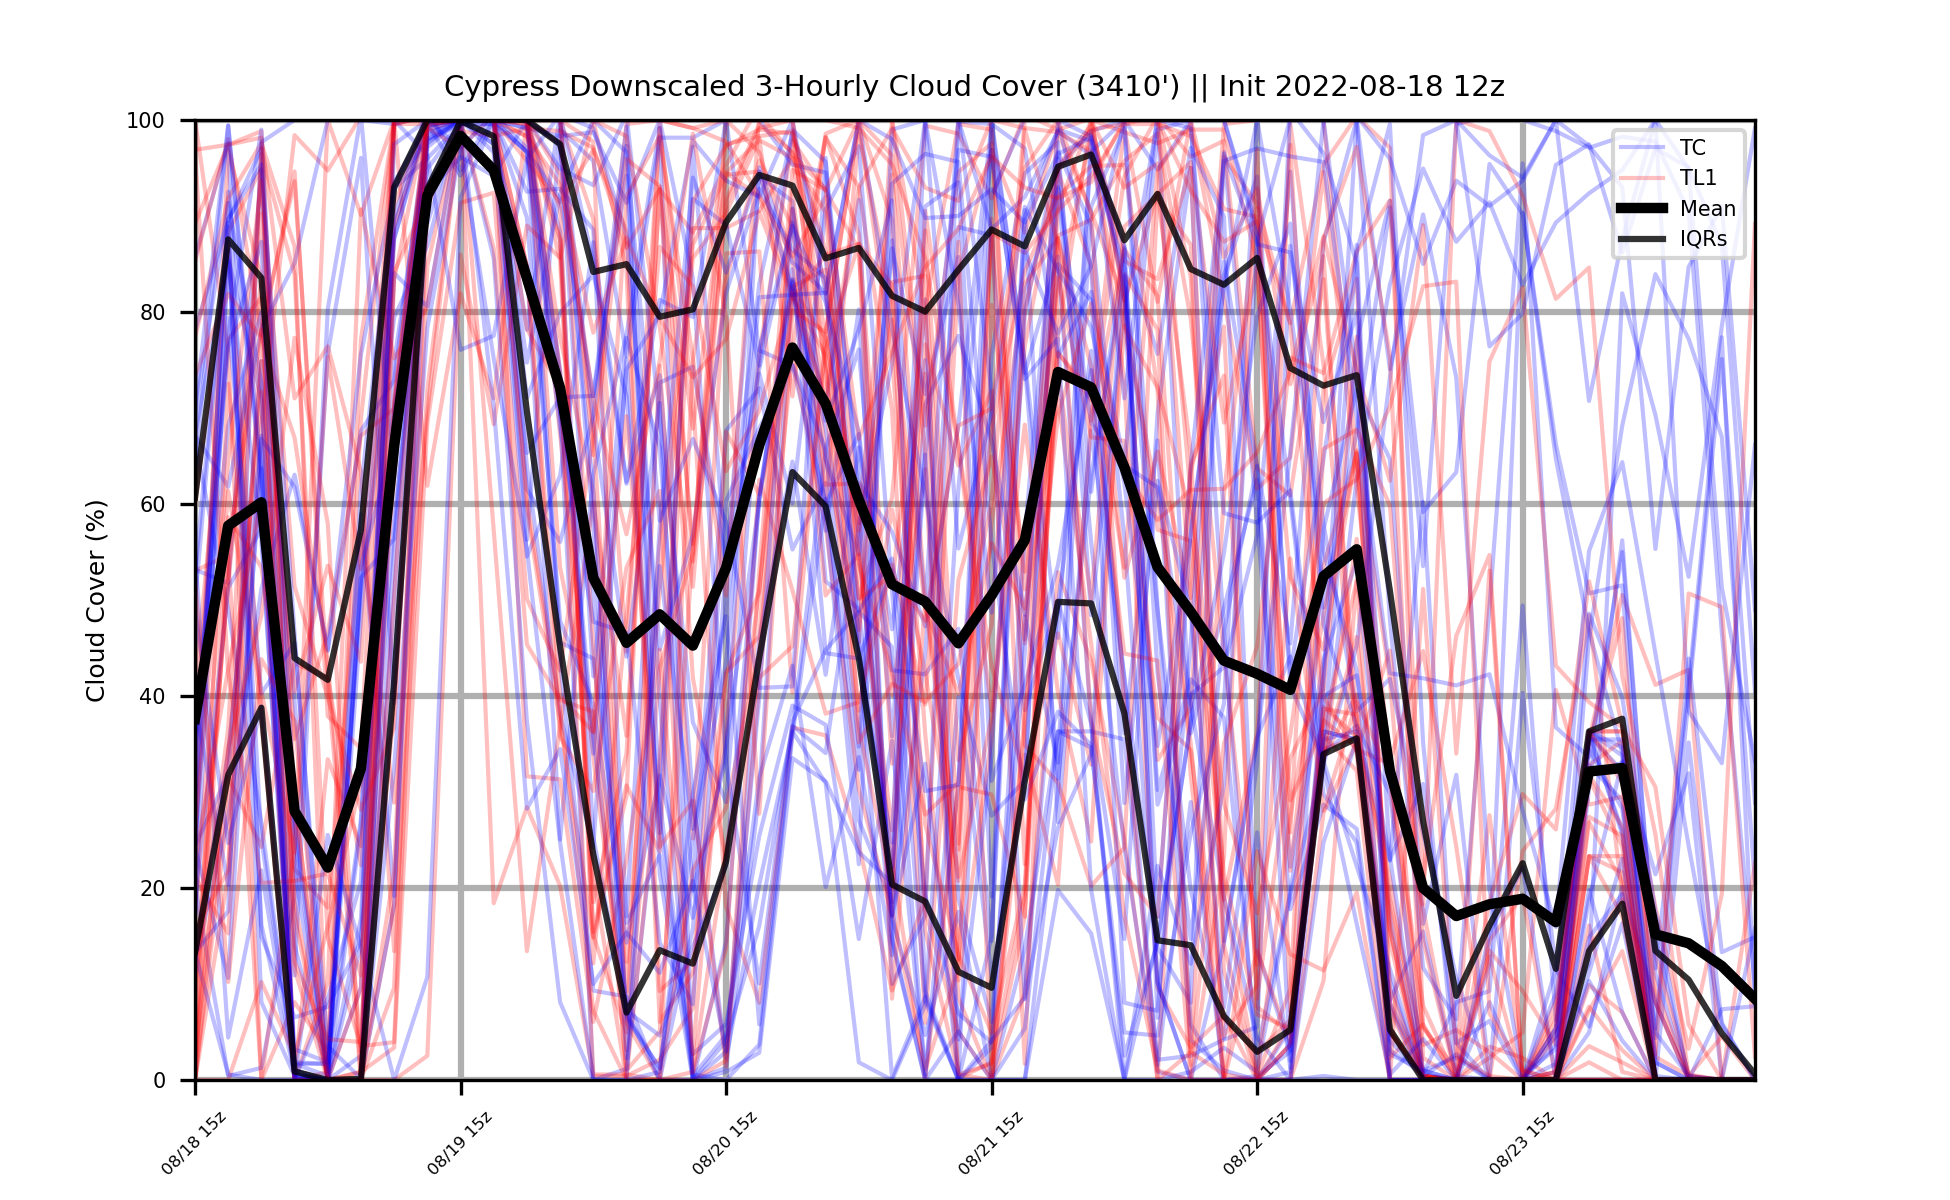 Cypress Downscaled 3-Hourly Cloud Cover (3410') || Init 2022-08-18 12z
Cloud Cover (%)
100
80
60
40
20
0
TC
TL1
Mean
IQRs
08/18 15z
08/19 15z
08/20 15z
08/21 15z
08/22 15z
08/23 15z